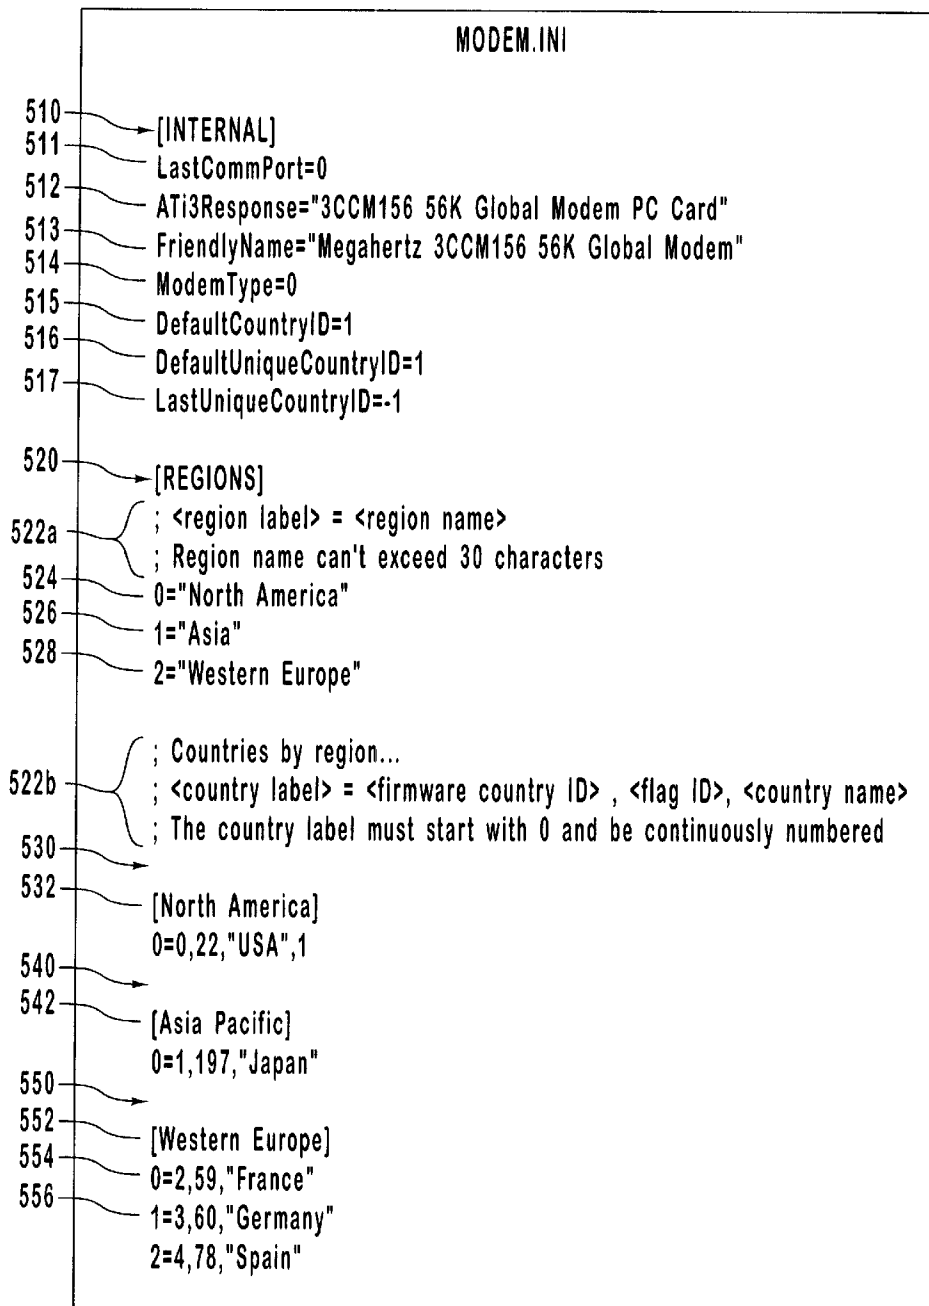 MODEM.INI
510 [INTERNAL]
511 LastCommPort=0
512 ATi3Response="3CCM156 56K Global Modem PC Card"
513 FriendlyName="Megahertz 3CCM156 56K Global Modem"
514 ModemType=0
515 DefaultCountryID=1
516 DefaultUniqueCountryID=1
517 LastUniqueCountryID=-1
520 [REGIONS]
522a ; <region label> = <region name>
; Region name can't exceed 30 characters
524 0="North America"
526 1="Asia"
528 2="Western Europe"
; Countries by region...
522b ; <country label> = <firmware country ID> , <flag ID>, <country name>
; The country label must start with 0 and be continuously numbered
530
532 [North America]
0=0,22,"USA",1
540
542 [Asia Pacific]
0=1,197,"Japan"
550
552 [Western Europe]
554 0=2,59,"France"
556 1=3,60,"Germany"
2=4,78,"Spain"